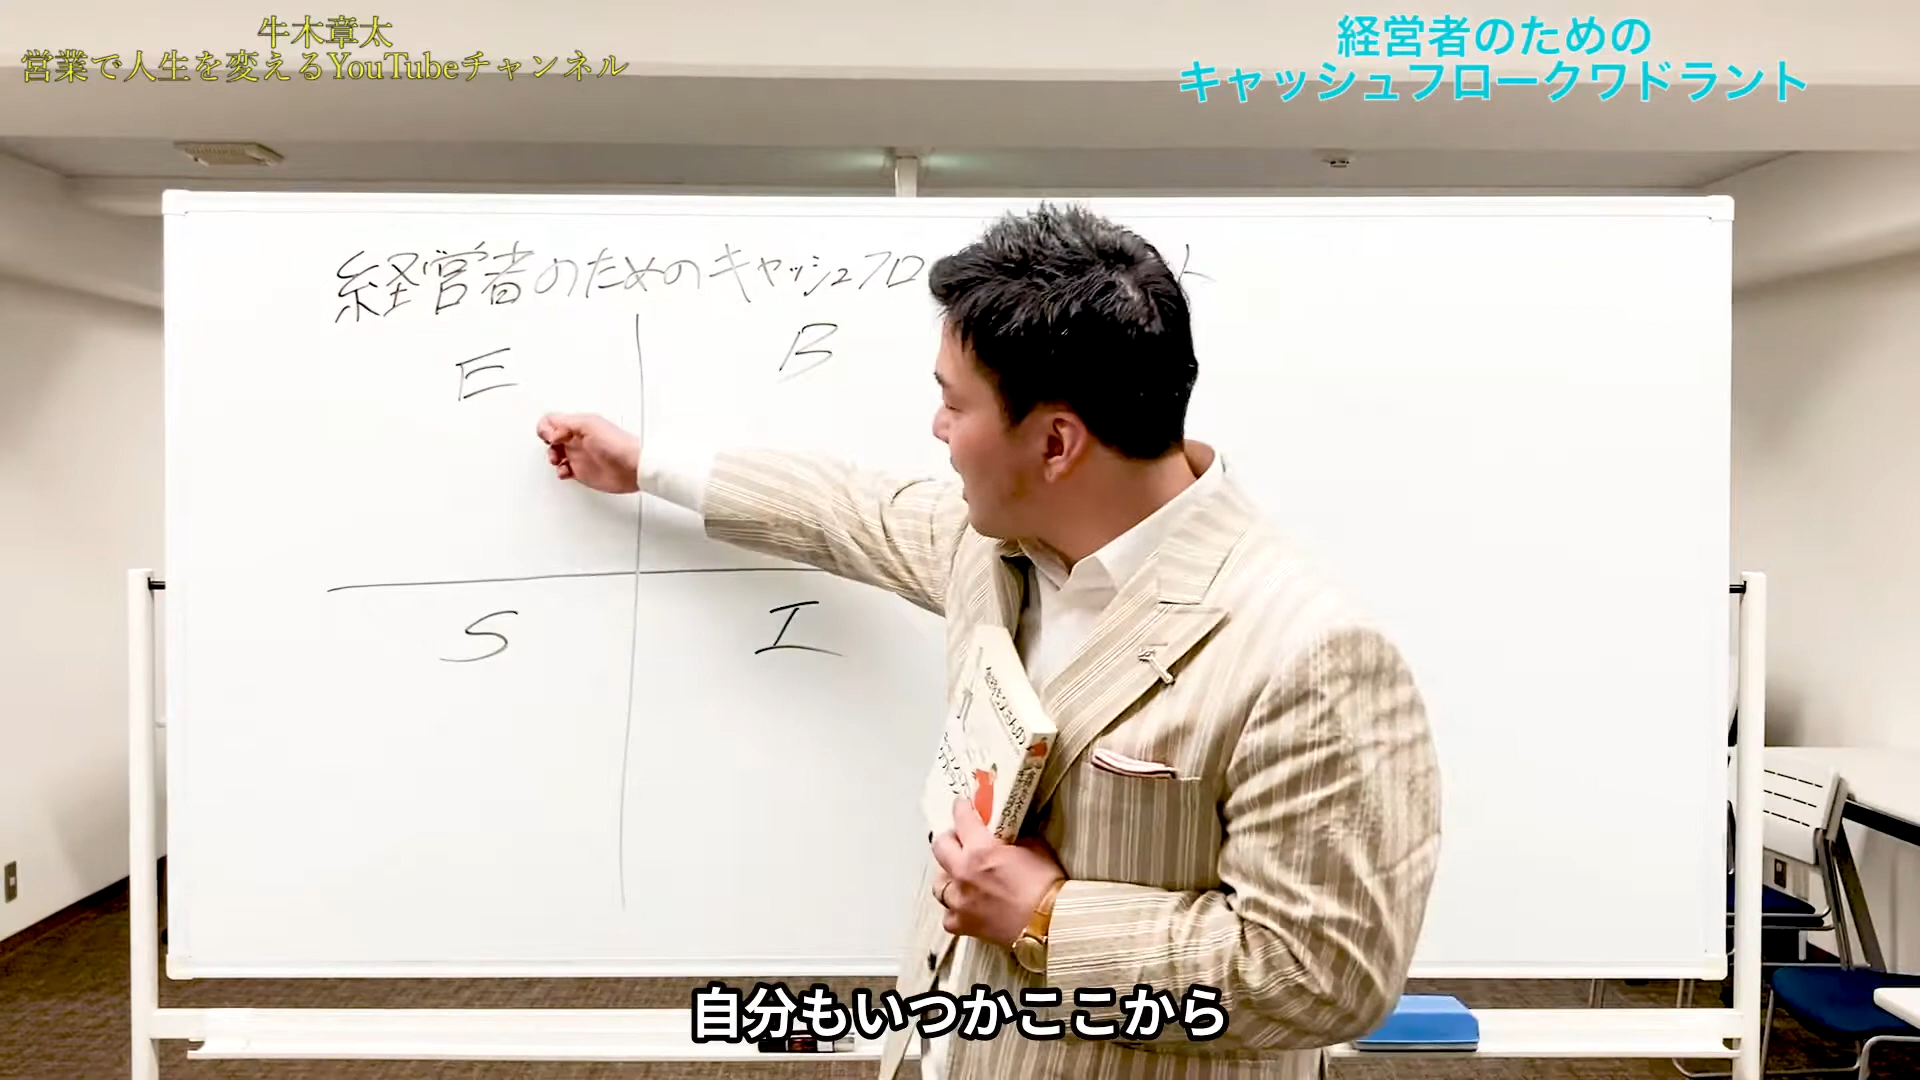 牛木章太
営業で人生を変えるYouTubeチャンネル
経営者のための
キャッシュフロークワドラント
経営者のためのキャッシュフロ
ト
E
B
S
I
自分もいつかここから